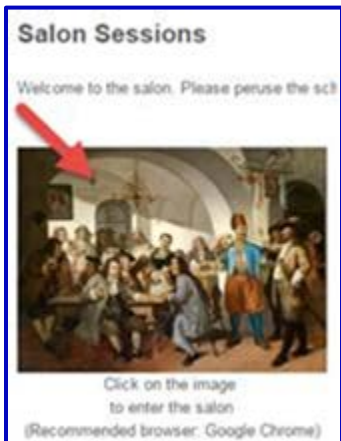 Salon Sessions
Welcome to the salon. Please peruse the sch
Click on the image
to enter the salon
(Recommended browser: Google Chrome)